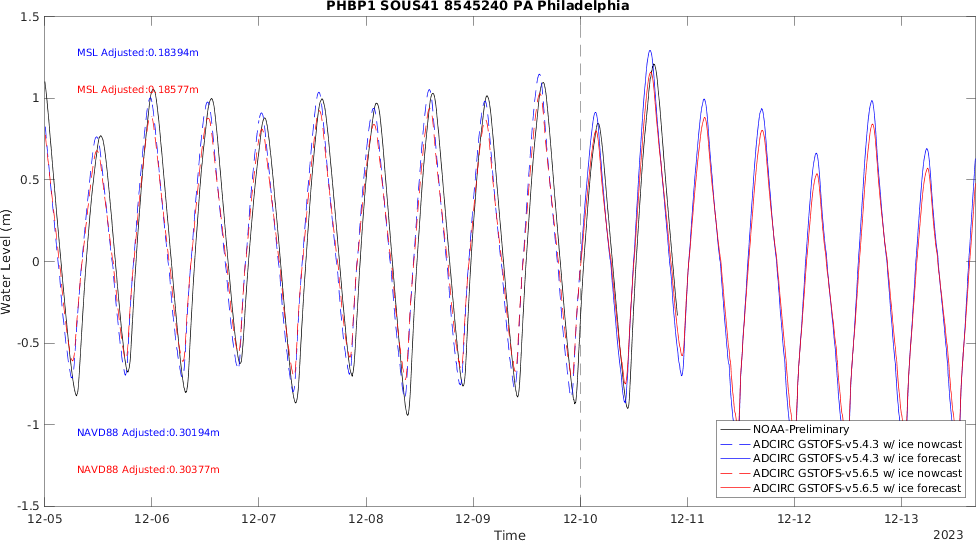 PHBP1 SOUS41 8545240 PA Philadelphia
1.5
MSL Adjusted:0.18394m
MSL Adjusted:0.18577m
1
0.5
Water Level (m)
0
-0.5
-1
NAVD88 Adjusted:0.30194m
NAVD88 Adjusted:0.30377m
NOAA-Preliminary
ADCIRC GSTOFS-v5.4.3 w/ ice nowcast
ADCIRC GSTOFS-v5.4.3 w/ ice forecast
ADCIRC GSTOFS-v5.6.5 w/ ice nowcast
ADCIRC GSTOFS-v5.6.5 w/ ice forecast
-1.5
12-05 12-06 12-07 12-08 12-09 12-10 12-11 12-12 12-13
Time
2023